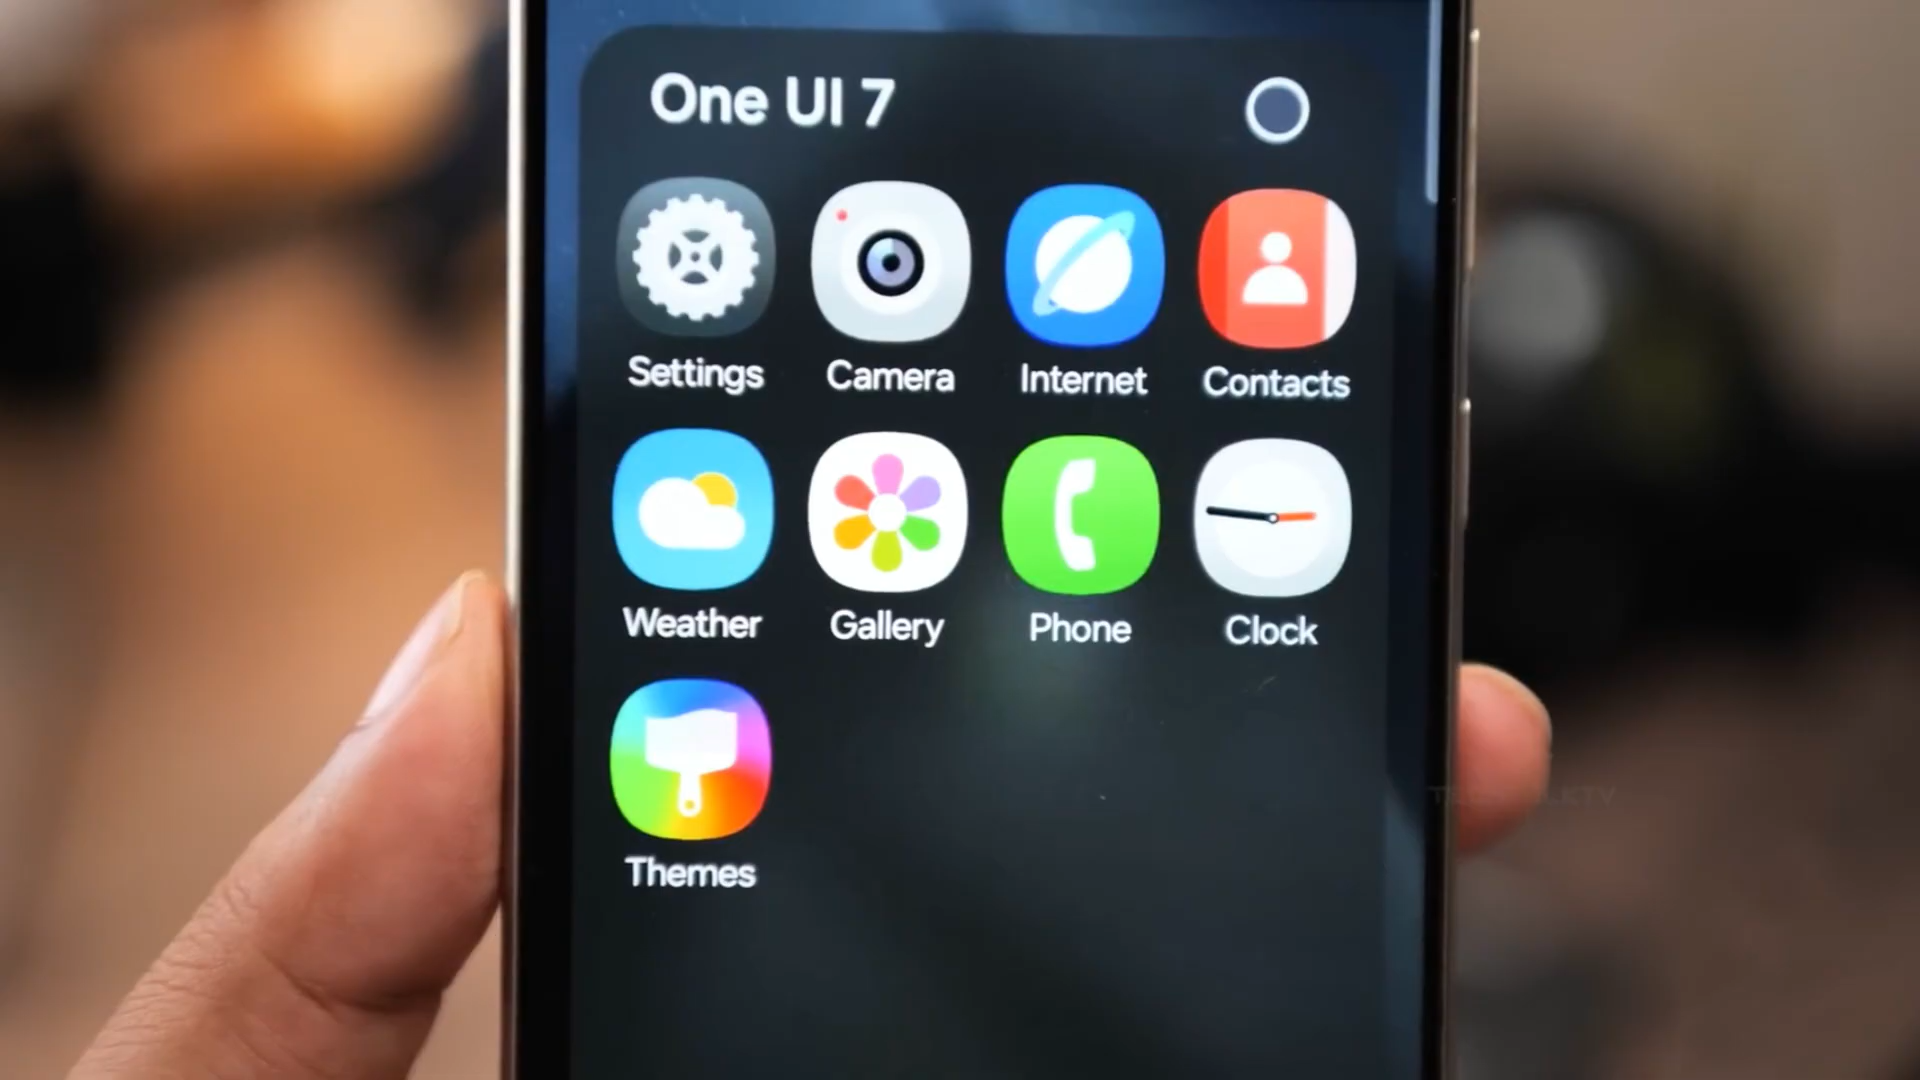 One UI 7
Settings Camera Internet Contacts
Weather Gallery Phone Clock
Themes